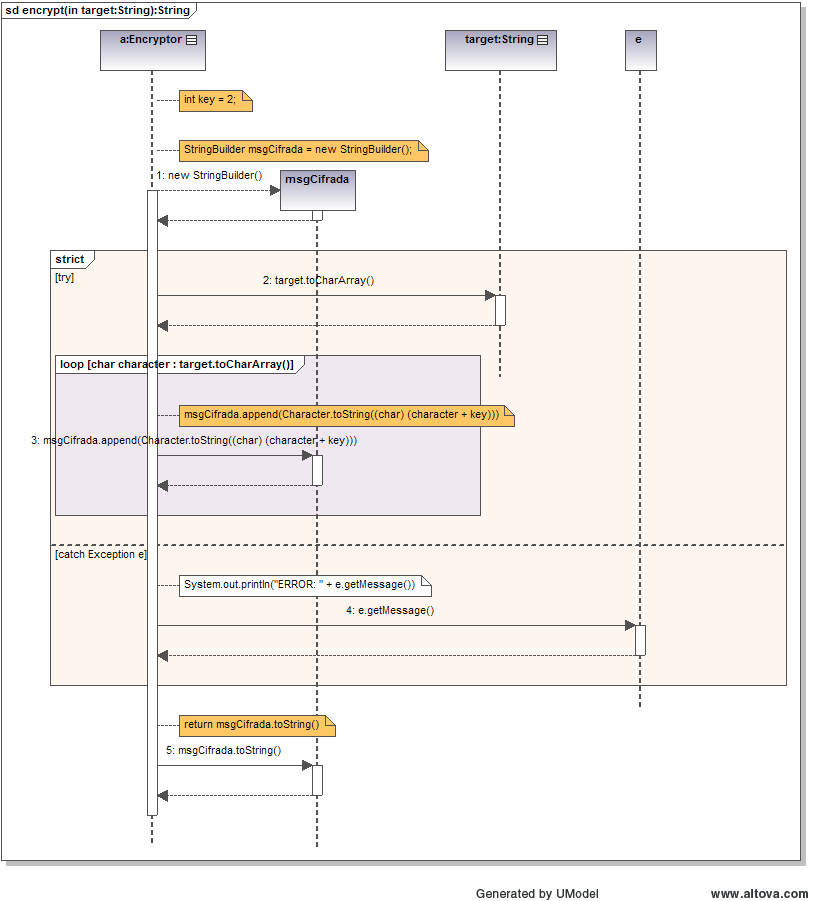 sd encrypt(in target:String):String
a:Encryptor
target:String
e
int key = 2;
StringBuilder msgCifrada = new StringBuilder();
1: new StringBuilder()
msgCifrada
strict
[try]
2: target.toCharArray()
loop [char character : target.toCharArray()]
msgCifrada.append(Character.toString((char) (character + key)))
3: msgCifrada.append(Character.toString((char) (character + key)))
[catch Exception e]
System.out.println("ERROR: " + e.getMessage())
4: e.getMessage()
return msgCifrada.toString()
5: msgCifrada.toString()
Generated by UModel
www.altova.com